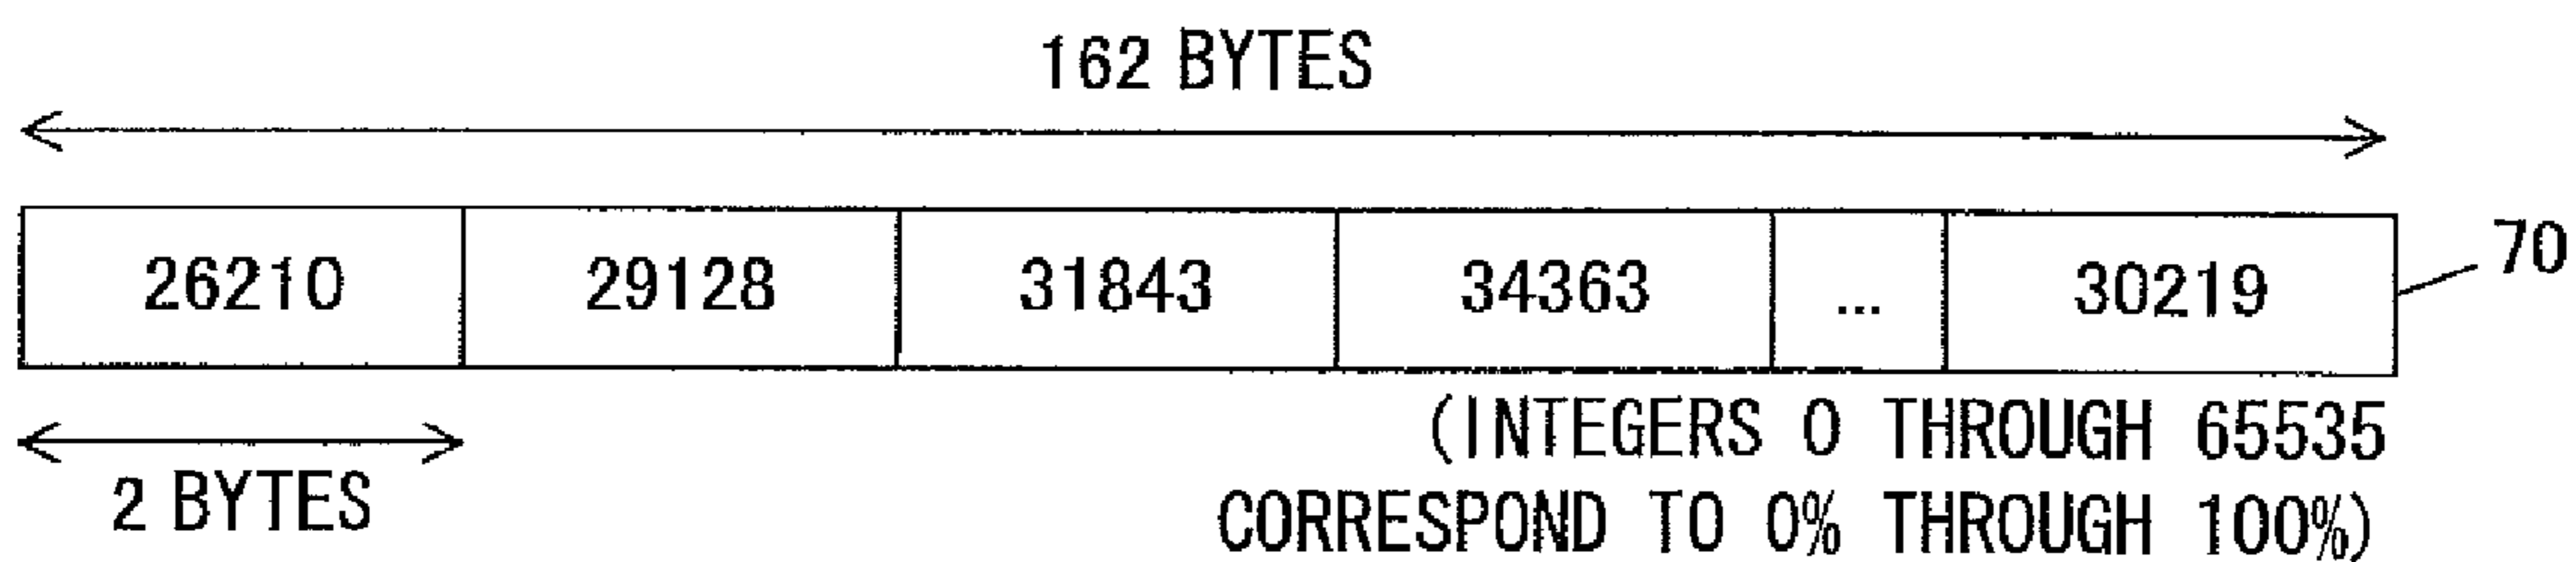 162 BYTES
26210 29128 31843 34363 ... 30219
70
2 BYTES
(INTEGERS 0 THROUGH 65535
CORRESPOND TO 0% THROUGH 100%)